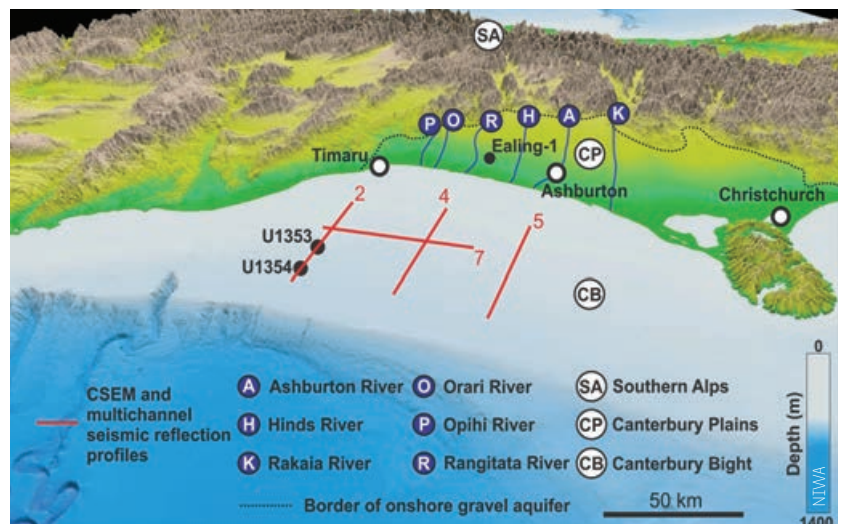 SA
P O R H A K
Ealing-1
CP
Timaru
Ashburton
Christchurch
2
4
5
7
U1353
U1354
CB
CSEM and
multichannel
seismic reflection
profiles
A Ashburton River
H Hinds River
K Rakaia River
O Orari River
P Opihi River
R Rangitata River
SA Southern Alps
CP Canterbury Plains
CB Canterbury Bight
Border of onshore gravel aquifer
50 km
0
Depth (m)
NIWA
1400